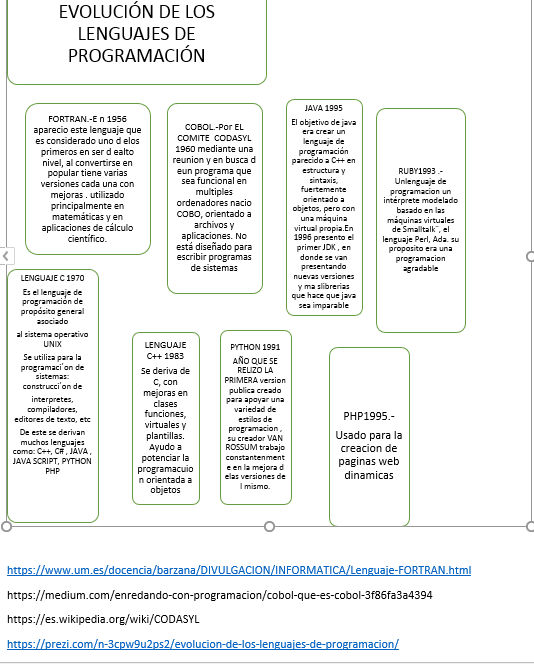 EVOLUCIÓN DE LOS
LENGUAJES DE
PROGRAMACIÓN
FORTRAN.-E n 1956
aparecio este lenguaje que
es considerado uno d elos
primeros en ser d ealto
nivel, al convertirse en
popular tiene varias
versiones cada una con
mejoras . utilizado
principalmente en
matemáticas y en
aplicaciones de cálculo
científico.
COBOL.-Por EL
COMITE CODASYL
1960 mediante una
reunion y en busca d
eun programa que
sea funcional en
multiples
ordenadores nacio
COBO, orientado a
archivos y
aplicaciones. No
está diseñado para
escribir programas
de sistemas
JAVA 1995
El objetivo de java
era crear un
lenguaje de
programación
parecido a C++ en
estructura y
sintaxis,
fuertemente
orientado a
objetos, pero con
una máquina
virtual propia.En
1996 presento el
primer JDK , en
donde se van
presentando
nuevas versiones
y ma slibrerias
que hace que java
sea imparable
RUBY1993 .-
Unlenguaje de
programacion un
intérprete modelado
basado en las
máquinas virtuales
de Smalltalk¨, el
lenguaje Perl, Ada. su
proposito era una
programacion
agradable
LENGUAJE C 1970
Es el lenguaje de
programación de
propósito general
asociado
al sistema operativo
UNIX
Se utiliza para la
programaci´on de
sistemas:
construcci´on de
interpretes,
compiladores,
editores de texto, etc
De este se derivan
muchos lenguajes
como: C++, C# , JAVA ,
JAVA SCRIPT, PYTHON
PHP
LENGUAJE
C++ 1983
Se deriva de
C, con
mejoras en
clases
funciones,
virtuales y
plantillas.
Ayudo a
potenciar la
programacuio
n orientada a
objetos
PYTHON 1991
AÑO QUE SE
RELIZO LA
PRIMERA version
publica creado
para apoyar una
variedad de
estilos de
programacion ,
su creador VAN
ROSSUM trabajo
constantenment
e en la mejora d
elas versiones de
l mismo.
PHP1995.-
Usado para la
creacion de
paginas web
dinamicas
https://www.um.es/docencia/barzana/DIVULGACION/INFORMATICA/Lenguaje-FORTRAN.html
https://medium.com/enredando-con-programacion/cobol-que-es-cobol-3f86fa3a4394
https://es.wikipedia.org/wiki/CODASYL
https://prezi.com/n-3cpw9u2ps2/evolucion-de-los-lenguajes-de-programacion/